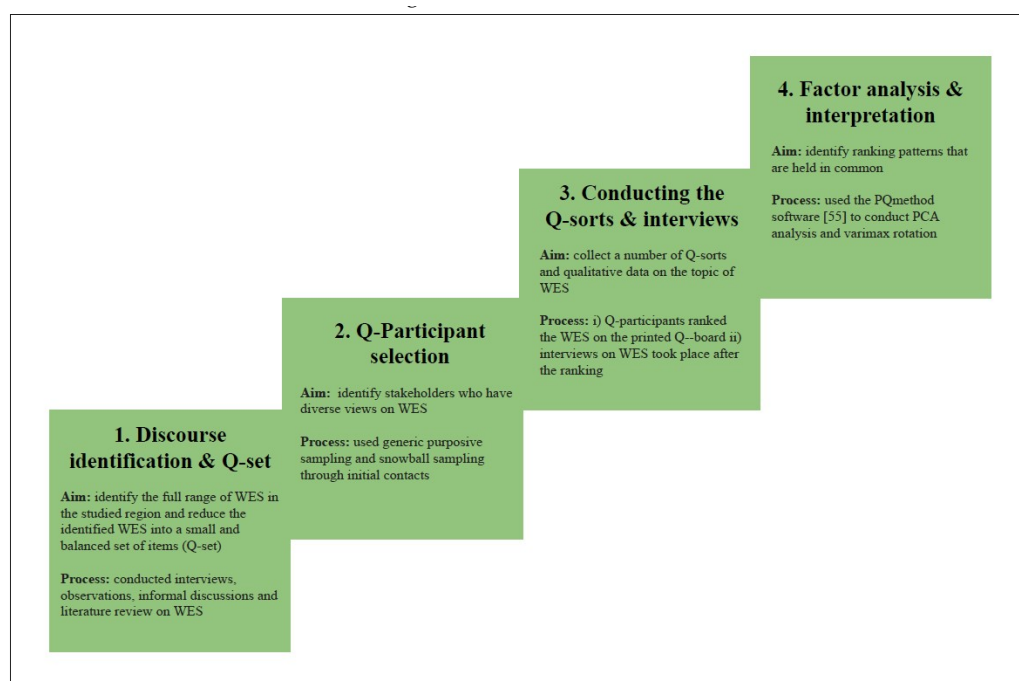 1. Discourse
identification & Q-set
Aim: identify the full range of WES in
the studied region and reduce the
identified WES into a small and
balanced set of items (Q-set)
Process: conducted interviews,
observations, informal discussions and
literature review on WES
2. Q-Participant
selection
Aim: identify stakeholders who have
diverse views on WES
Process: used generic purposive
sampling and snowball sampling
through initial contacts
3. Conducting the
Q-sorts & interviews
Aim: collect a number of Q-sorts
and qualitative data on the topic of
WES
Process: i) Q-participants ranked
the WES on the printed Q--board ii)
interviews on WES took place after
the ranking
4. Factor analysis &
interpretation
Aim: identify ranking patterns that
are held in common
Process: used the PQmethod
software [55] to conduct PCA
analysis and varimax rotation